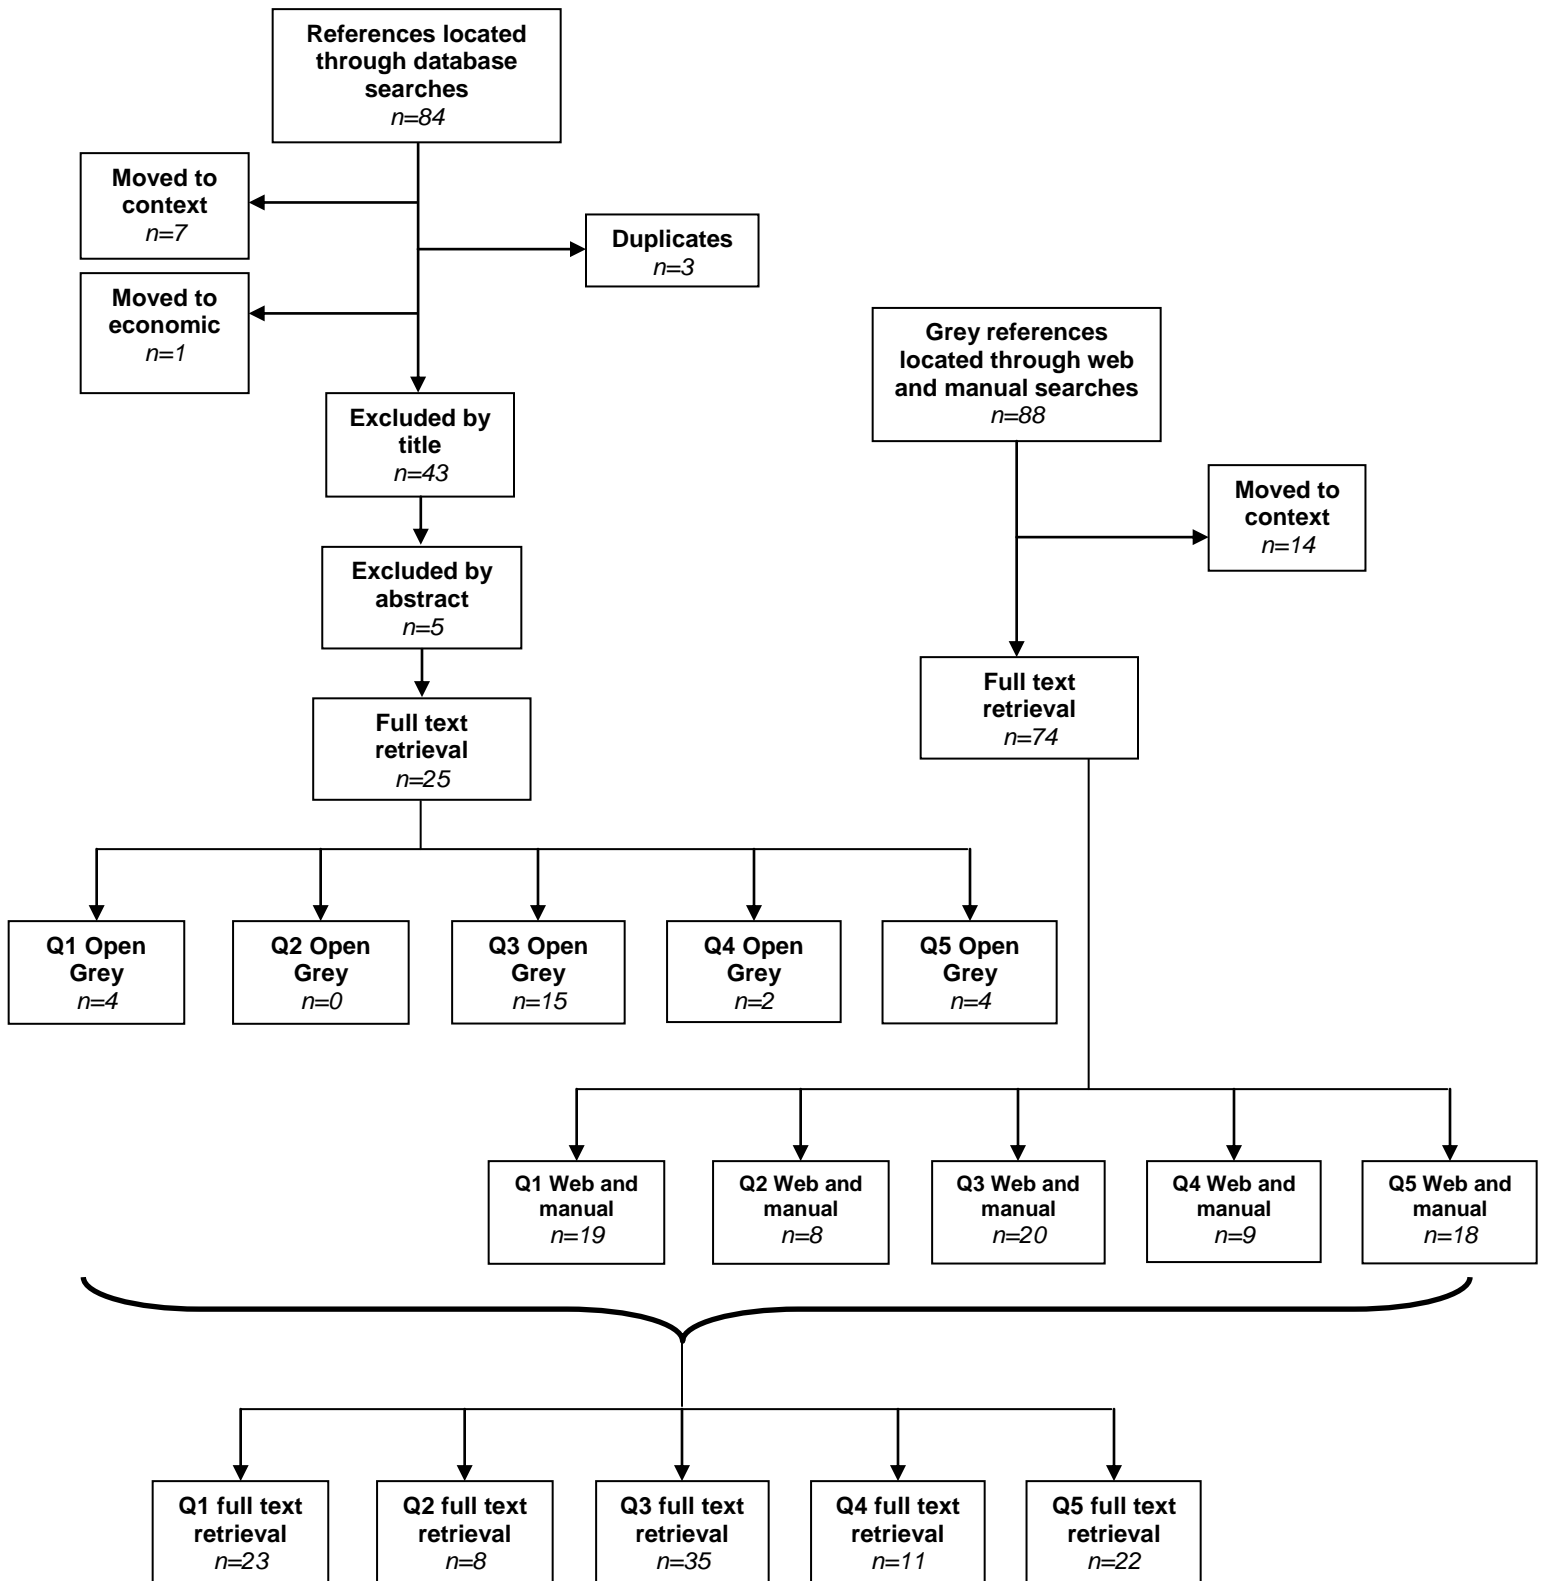 References located
through database
searches
n=84
Moved to
context
n=7
Duplicates
n=3
Moved to
economic
n=1
Grey references
located through web
and manual searches
n=88
Excluded by
title
n=43
Moved to
context
n=14
Excluded by
abstract
n=5
Full text
retrieval
n=74
Full text
retrieval
n=25
Q1 Open
Grey
n=4
Q2 Open
Grey
n=0
Q3 Open
Grey
n=15
Q4 Open
Grey
n=2
Q5 Open
Grey
n=4
Q1 Web and
manual
n=19
Q2 Web and
manual
n=8
Q3 Web and
manual
n=20
Q4 Web and
manual
n=9
Q5 Web and
manual
n=18
Q1 full text
retrieval
n=23
Q2 full text
retrieval
n=8
Q3 full text
retrieval
n=35
Q4 full text
retrieval
n=11
Q5 full text
retrieval
n=22